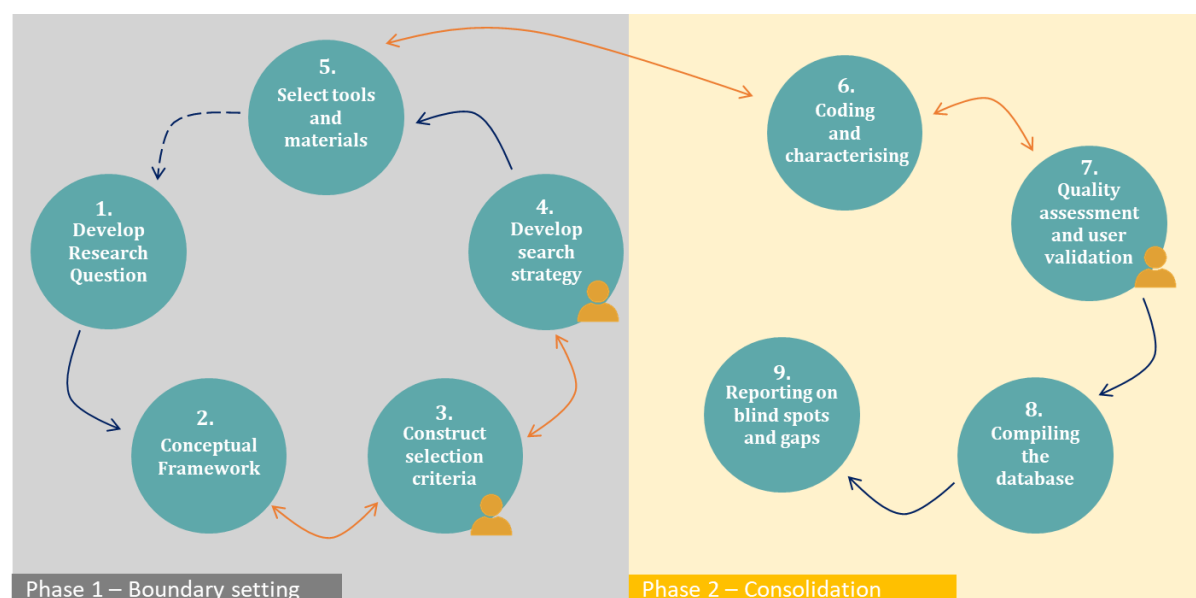 1.
Develop
Research
Question
2.
Conceptual
Framework
3.
Construct
selection
criteria
4.
Develop
search
strategy
5.
Select tools
and
materials
Phase 1 – Boundary setting
6.
Coding
and
characterising
7.
Quality
assessment
and user
validation
8.
Compiling
the
database
9.
Reporting on
blind spots
and gaps
Phase 2 – Consolidation